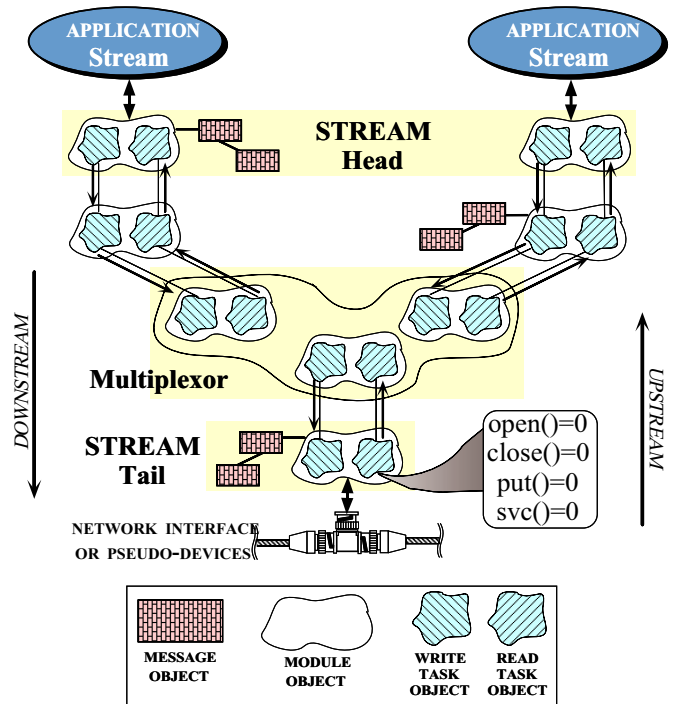 APPLICATION
Stream
APPLICATION
Stream
STREAM
Head
DOWNSTREAM
UPSTREAM
Multiplexor
STREAM
Tail
open()=0
close()=0
put()=0
svc()=0
NETWORK INTERFACE
OR PSEUDO-DEVICES
MESSAGE
OBJECT
MODULE
OBJECT
WRITE
TASK
OBJECT
READ
TASK
OBJECT